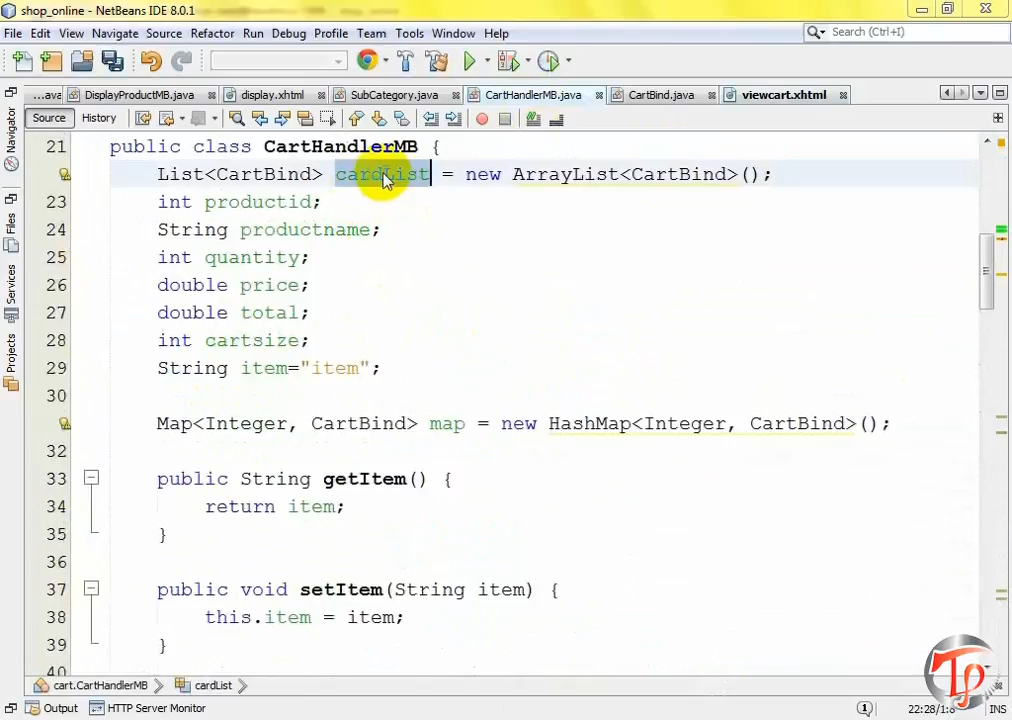 shop_online - NetBeans IDE 8.0.1
File Edit View Navigate Source Refactor Run Debug Profile Team Tools Window Help
Search (Ctrl+I)
...ava DisplayProductMB.java display.xhtml SubCategory.java CartHandlerMB.java CartBind.java viewcart.xhtml
Source History
Navigator
Files
Services
Projects
21 public class CartHandlerMB {
List<CartBind> cardList = new ArrayList<CartBind>();
23 int productid;
24 String productname;
25 int quantity;
26 double price;
27 double total;
28 int cartsize;
29 String item="item";
30
Map<Integer, CartBind> map = new HashMap<Integer, CartBind>();
32
33 public String getItem() {
34 return item;
35 }
36
37 public void setItem(String item) {
38 this.item = item;
39 }
40
cart.CartHandlerMB cardList
Output HTTP Server Monitor
1 22:28/1:8 INS
Tp